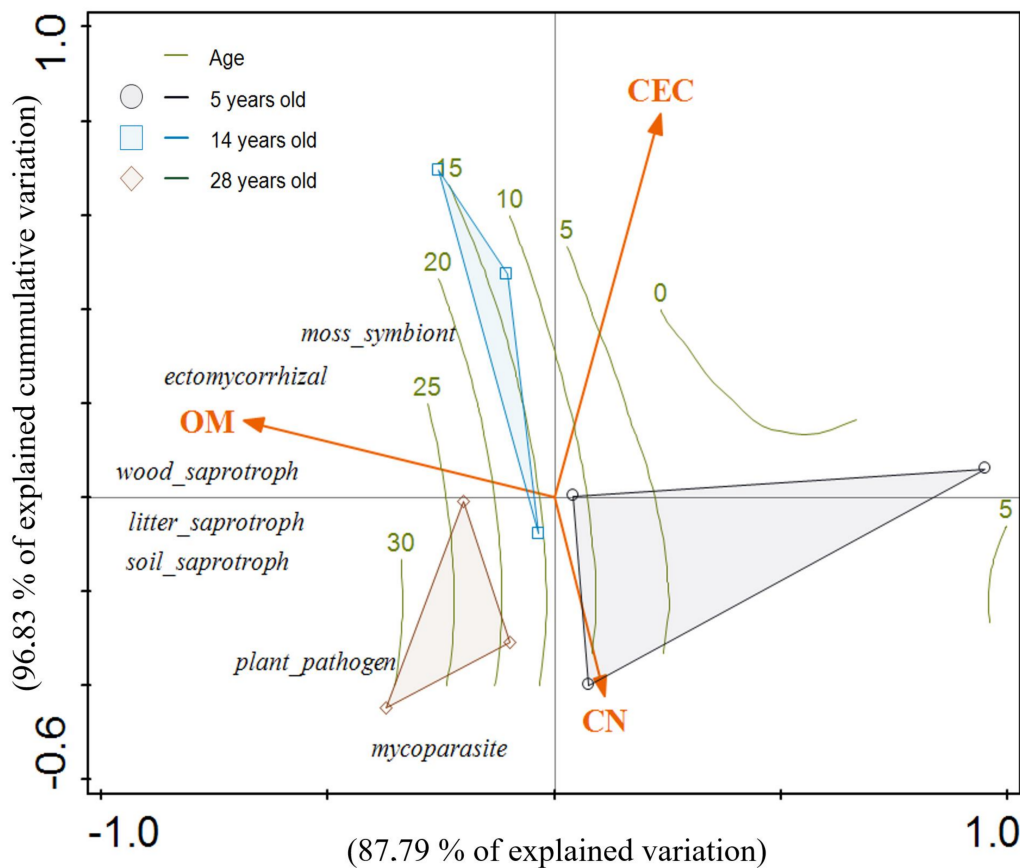 1.0
Age
5 years old
14 years old
28 years old
CEC
15
10
5
20
0
moss_symbiont
ectomycorrhizal
25
OM
wood_saprotroph
litter_saprotroph
5
30
soil_saprotroph
plant_pathogen
CN
mycoparasite
-0.6
-1.0
1.0
(87.79 % of explained variation)
(96.83 % of explained cummulative variation)